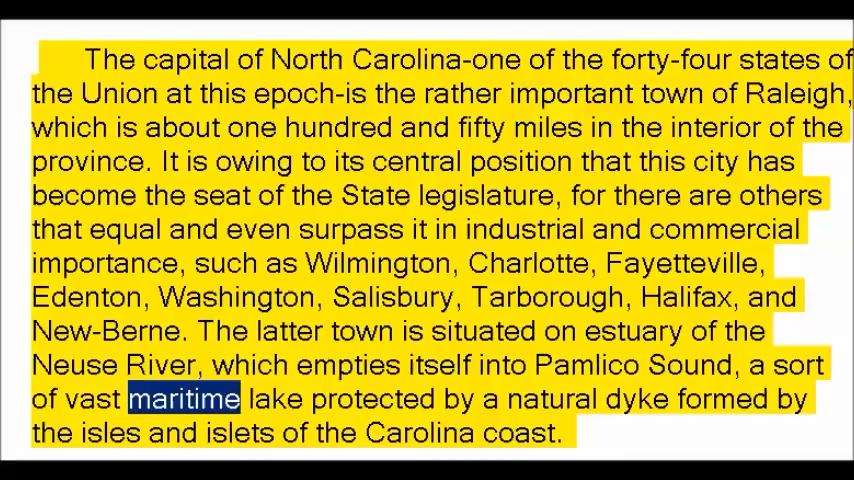 The capital of North Carolina-one of the forty-four states of
the Union at this epoch-is the rather important town of Raleigh,
which is about one hundred and fifty miles in the interior of the
province. It is owing to its central position that this city has
become the seat of the State legislature, for there are others
that equal and even surpass it in industrial and commercial
importance, such as Wilmington, Charlotte, Fayetteville,
Edenton, Washington, Salisbury, Tarborough, Halifax, and
New-Berne. The latter town is situated on estuary of the
Neuse River, which empties itself into Pamlico Sound, a sort
of vast maritime lake protected by a natural dyke formed by
the isles and islets of the Carolina coast.